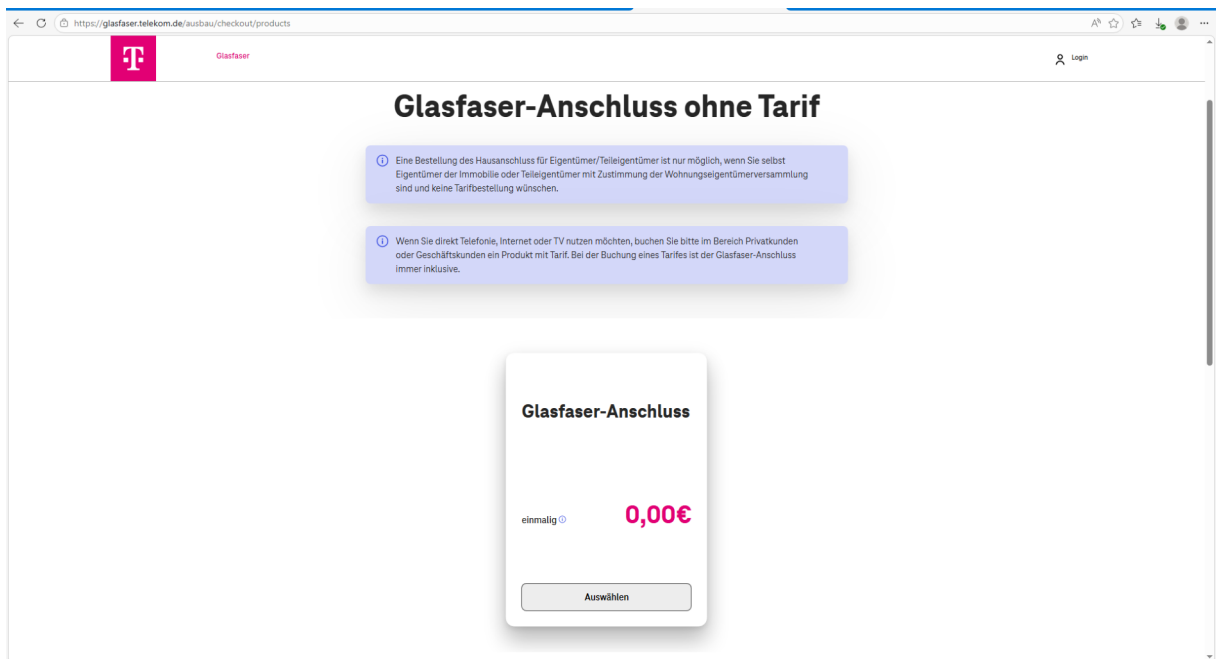 https://glasfaser.telekom.de/ausbau/checkout/products
T
Glasfaser
Login
Glasfaser-Anschluss ohne Tarif
Eine Bestellung des Hausanschluss für Eigentümer/Teileigentümer ist nur möglich, wenn Sie selbst
Eigentümer der Immobilie oder Teileigentümer mit Zustimmung der Wohnungseigentümerversammlung
sind und keine Tarifbestellung wünschen.
Wenn Sie direkt Telefonie, Internet oder TV nutzen möchten, buchen Sie bitte im Bereich Privatkunden
oder Geschäftskunden ein Produkt mit Tarif. Bei der Buchung eines Tarifes ist der Glasfaser-Anschluss
immer inklusive.
Glasfaser-Anschluss
einmalig 0,00€
Auswählen